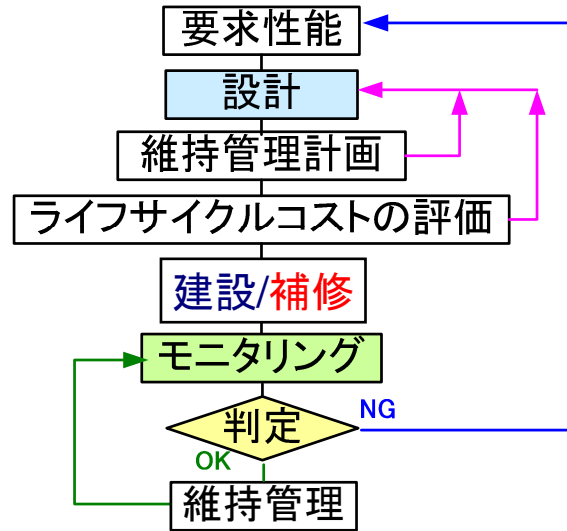 要求性能
設計
維持管理計画
ライフサイクルコストの評価
建設/補修
モニタリング
判定
NG
OK
維持管理